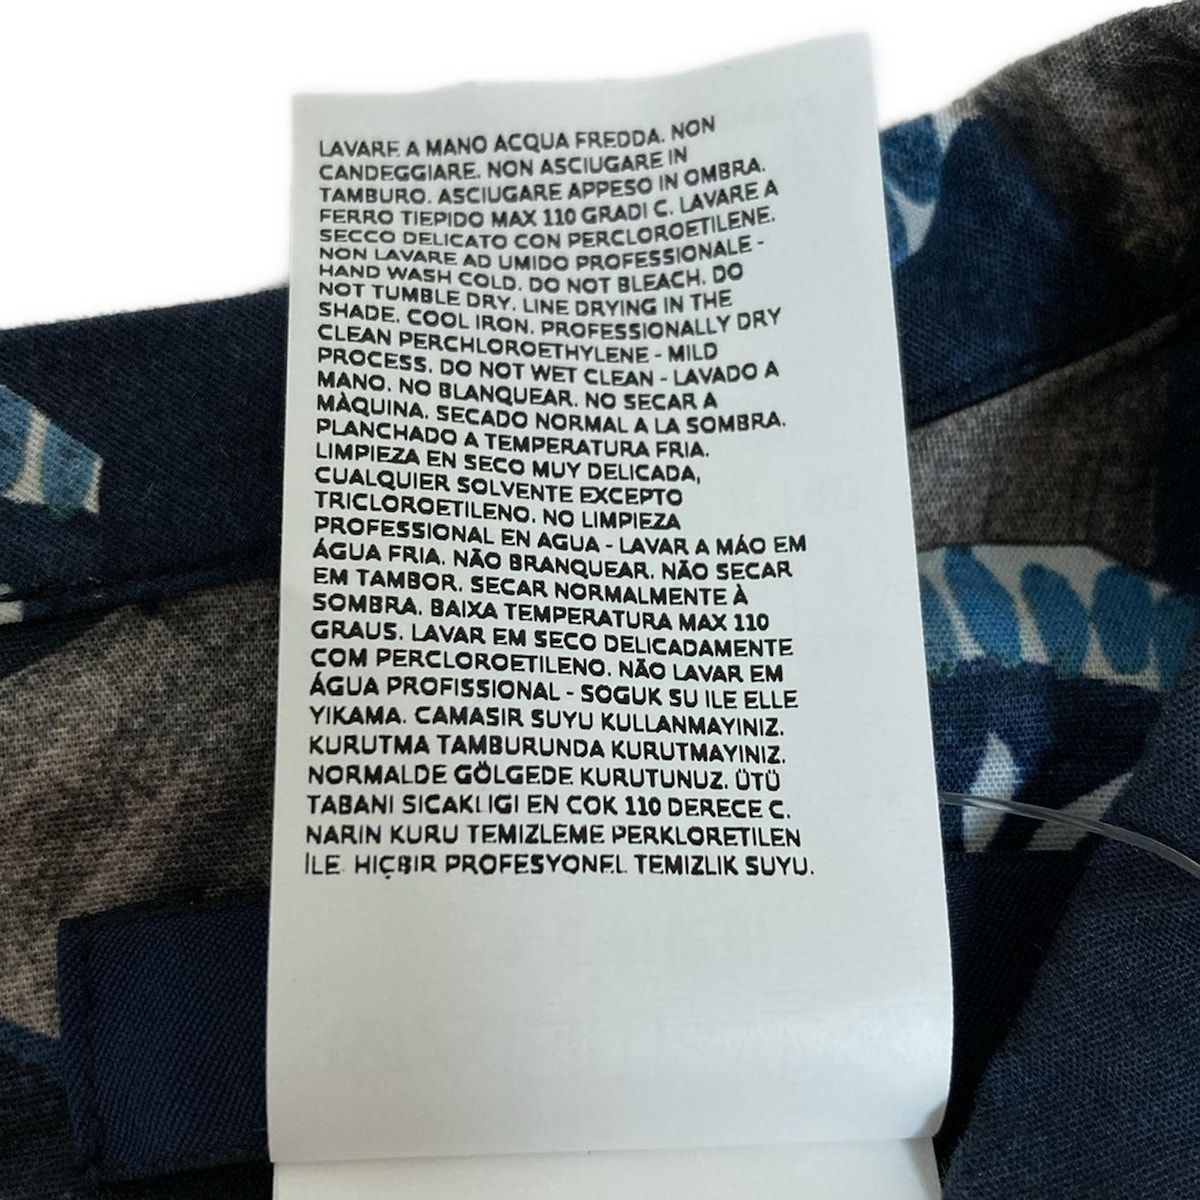 LAVARE A MANO ACQUA FREDDA. NON
CANDEGGIARE. NON ASCIUGARE IN
TAMBURO. ASCIUGARE APPESO IN OMBRA.
FERRO TIEPIDO MAX 110 GRADI C. LAVARE A
SECCO DELICATO CON PERCLOROETILENE.
NON LAVARE AD UMIDO PROFESSIONALE -
HAND WASH COLD. DO NOT BLEACH. DO
NOT TUMBLE DRY. LINE DRYING IN THE
SHADE. COOL IRON. PROFESSIONALLY DRY
CLEAN PERCHLOROETHYLENE - MILD
PROCESS. DO NOT WET CLEAN - LAVADO A
MANO. NO BLANQUEAR. NO SECAR A
MÀQUINA. SECADO NORMAL A LA SOMBRA.
PLANCHADO A TEMPERATURA FRIA.
LIMPIEZA EN SECO MUY DELICADA,
CUALQUIER SOLVENTE EXCEPTO
TRICLOROETILENO. NO LIMPIEZA
PROFESSIONAL EN AGUA - LAVAR A MÁO EM
ÁGUA FRIA. NÃO BRANQUEAR. NÃO SECAR
EM TAMBOR. SECAR NORMALMENTE À
SOMBRA. BAIXA TEMPERATURA MAX 110
GRAUS. LAVAR EM SECO DELICADAMENTE
COM PERCLOROETILENO. NÃO LAVAR EM
ÁGUA PROFISSIONAL - SOGUK SU ILE ELLE
YIKAMA. CAMASIR SUYU KULLANMAYINIZ.
KURUTMA TAMBURUNDA KURUTMAYINIZ.
NORMALDE GÖLGEDE KURUTUNUZ. ÜTÜ
TABANI SICAKLIGI EN COK 110 DERECE C.
NARIN KURU TEMIZLEME PERKLORETILEN
İLE. HIÇBIR PROFESYONEL TEMIZLIK SUYU.